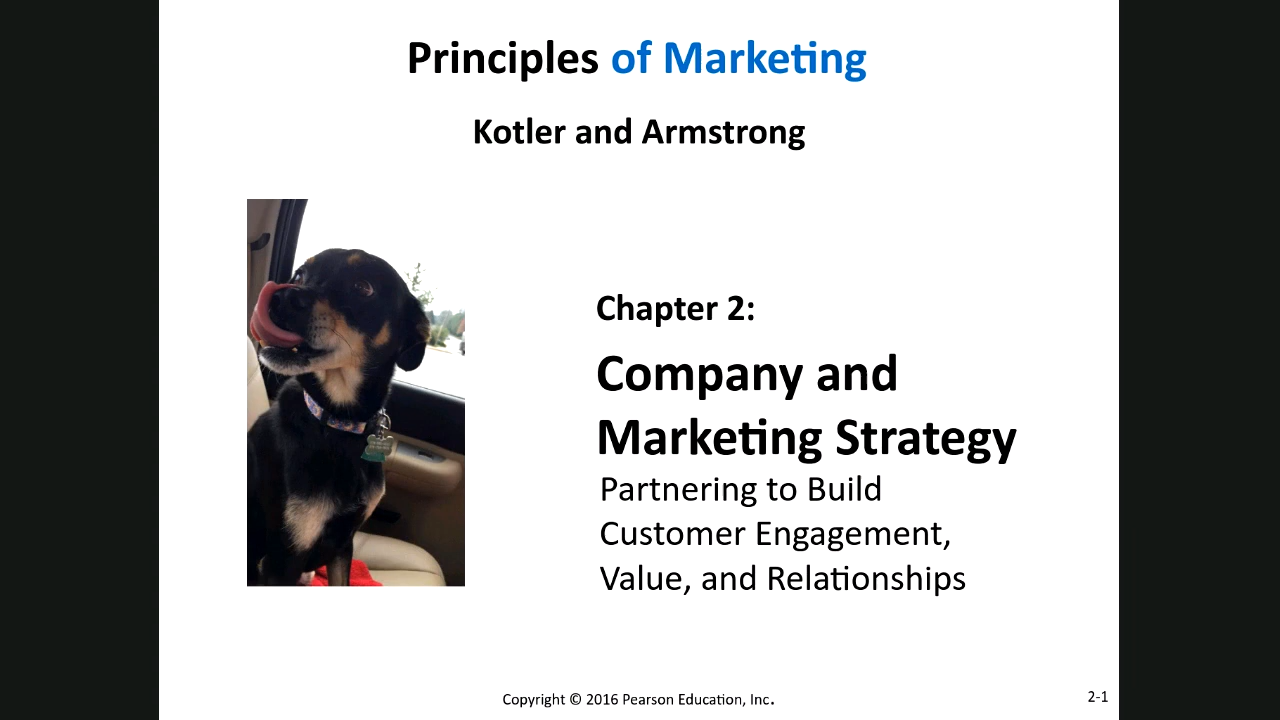 Principles of Marketing
Kotler and Armstrong
Chapter 2:
Company and
Marketing Strategy
Partnering to Build
Customer Engagement,
Value, and Relationships
Copyright © 2016 Pearson Education, Inc.
2-1